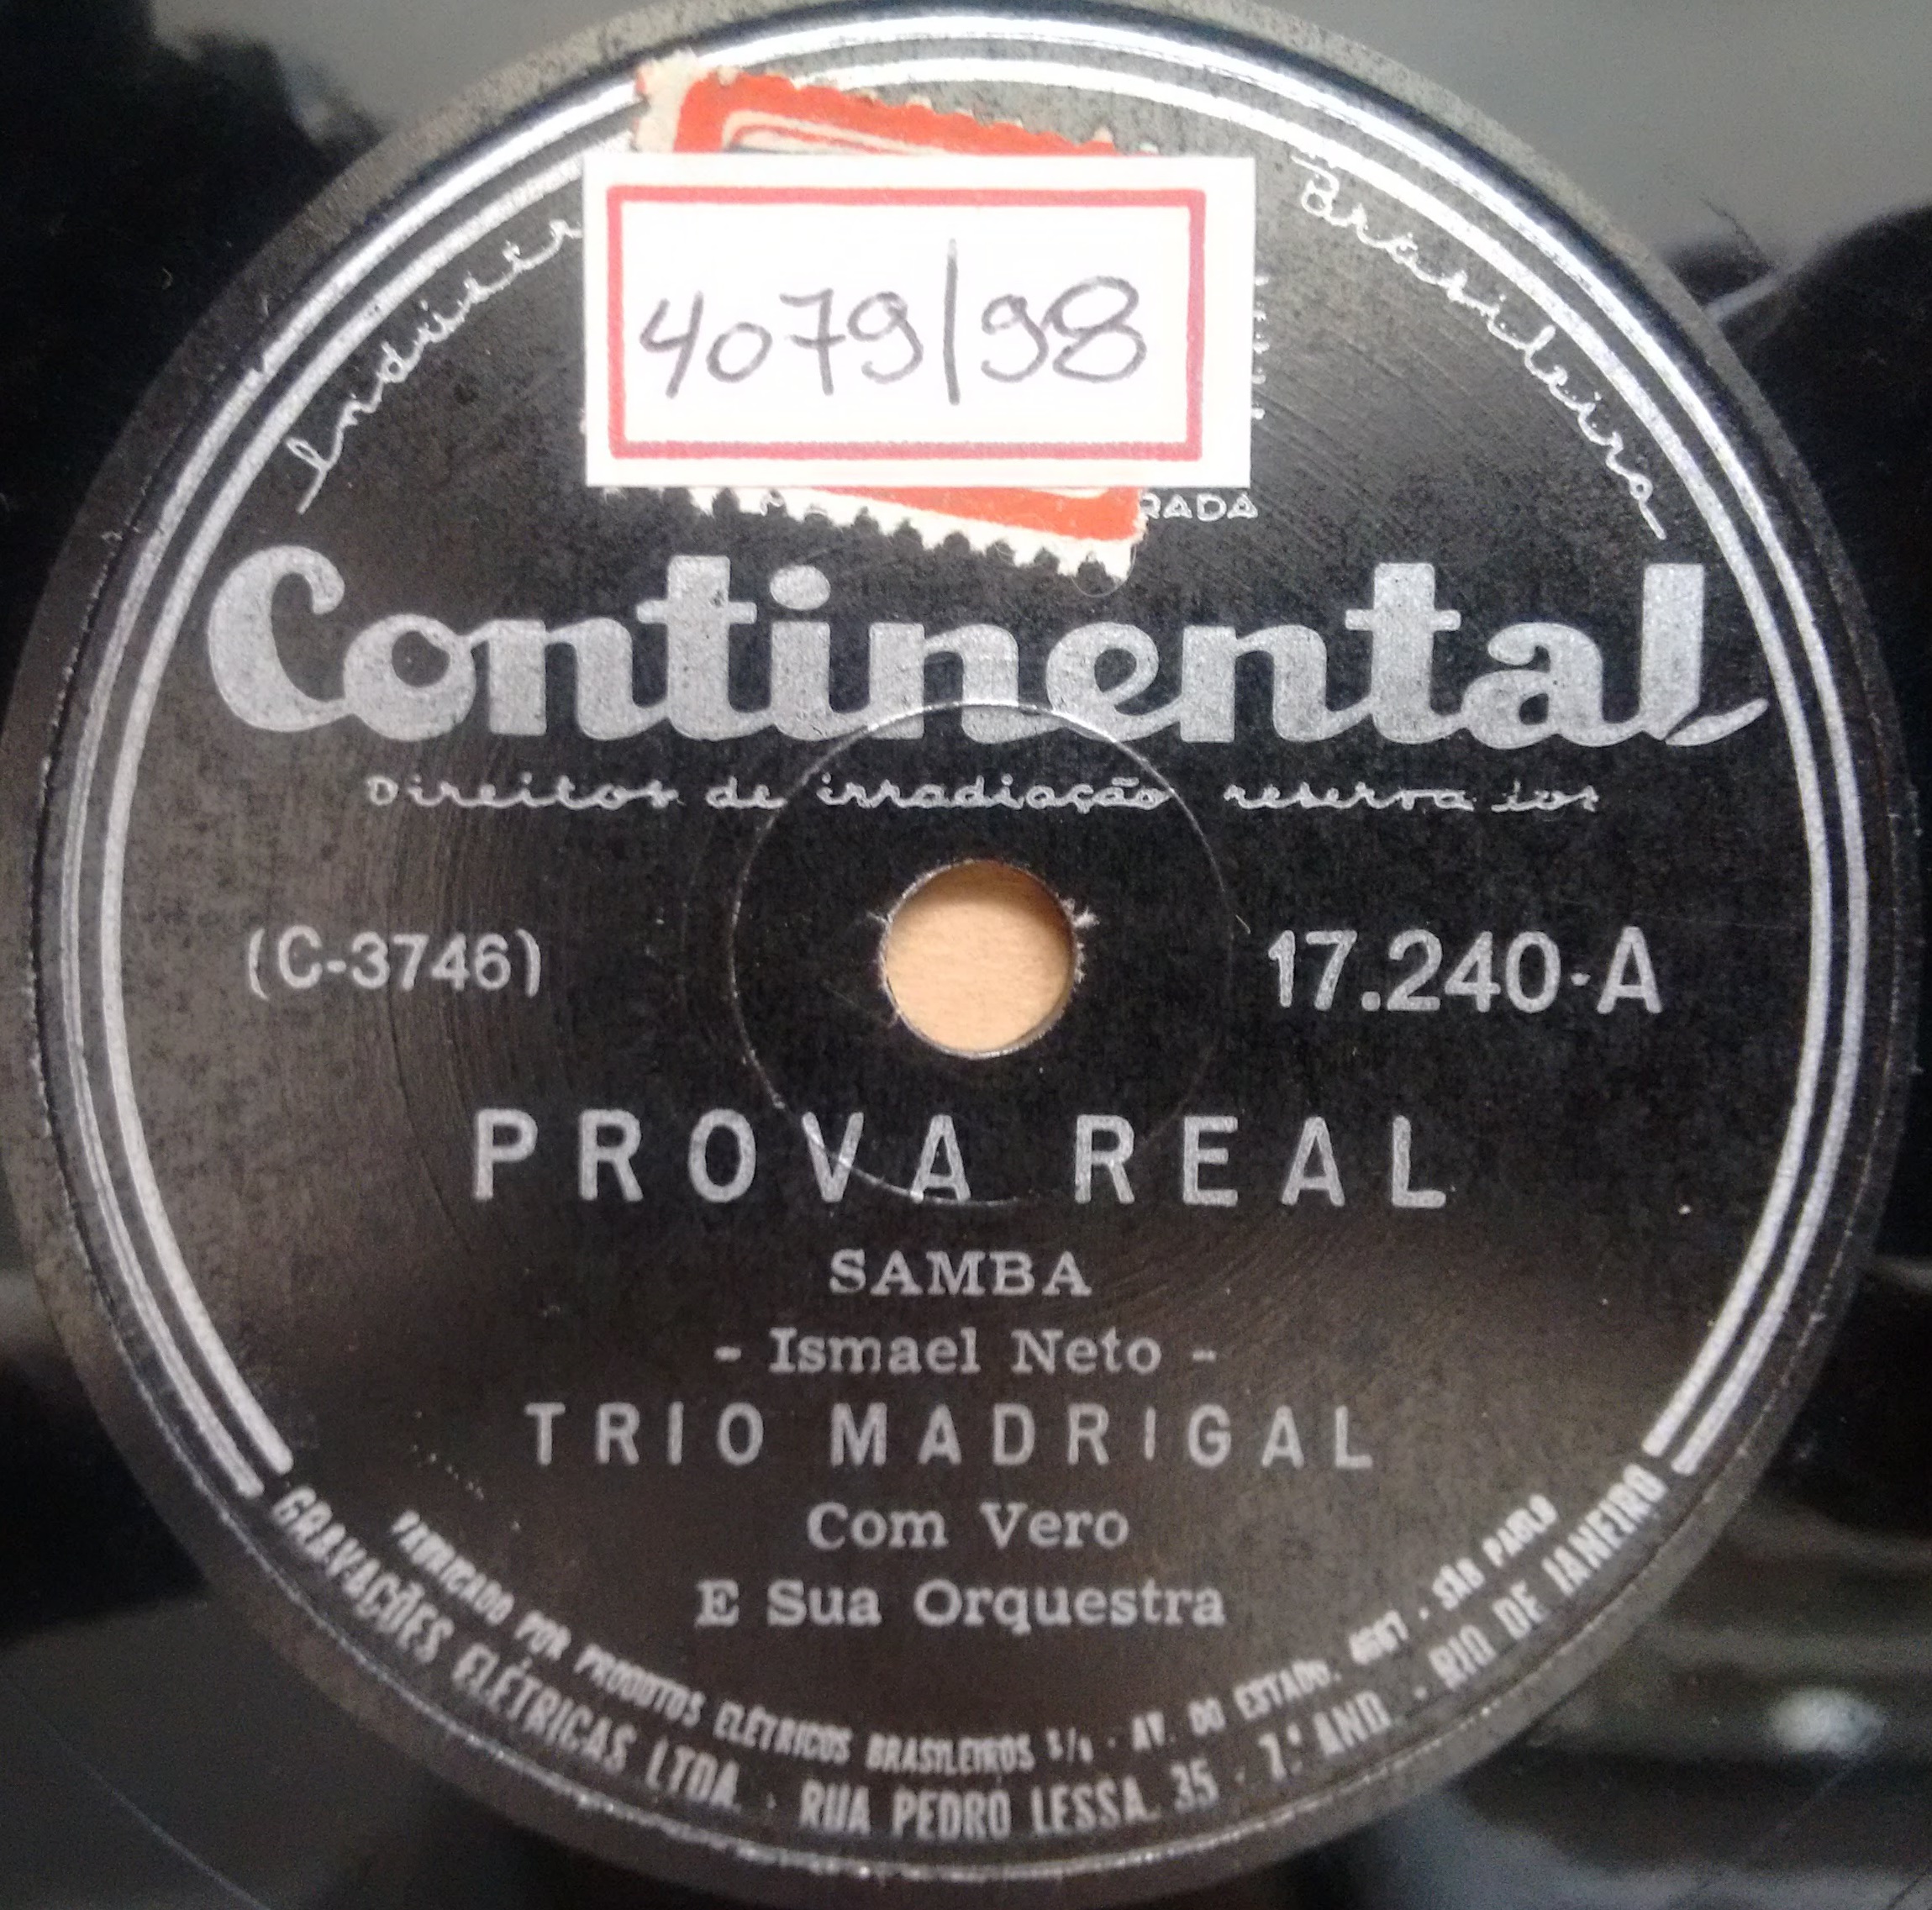 4079/98
Brasileira
RADA
Continental
Direitos de irradiação reservados
(C-3746)
17.240-A
PROVA REAL
SAMBA
- Ismael Neto -
TRIO MADRIGAL
Com Vero
E Sua Orquestra
FABRICADO POR PRODUTOS ELÉTRICOS BRASILEIROS S/A · AV. DO ESTADO, 4667 · SÃO PAULO
GRAVAÇÕES ELÉTRICAS LTDA. · RUA PEDRO LESSA, 35 · 7.º AND. · RIO DE JANEIRO